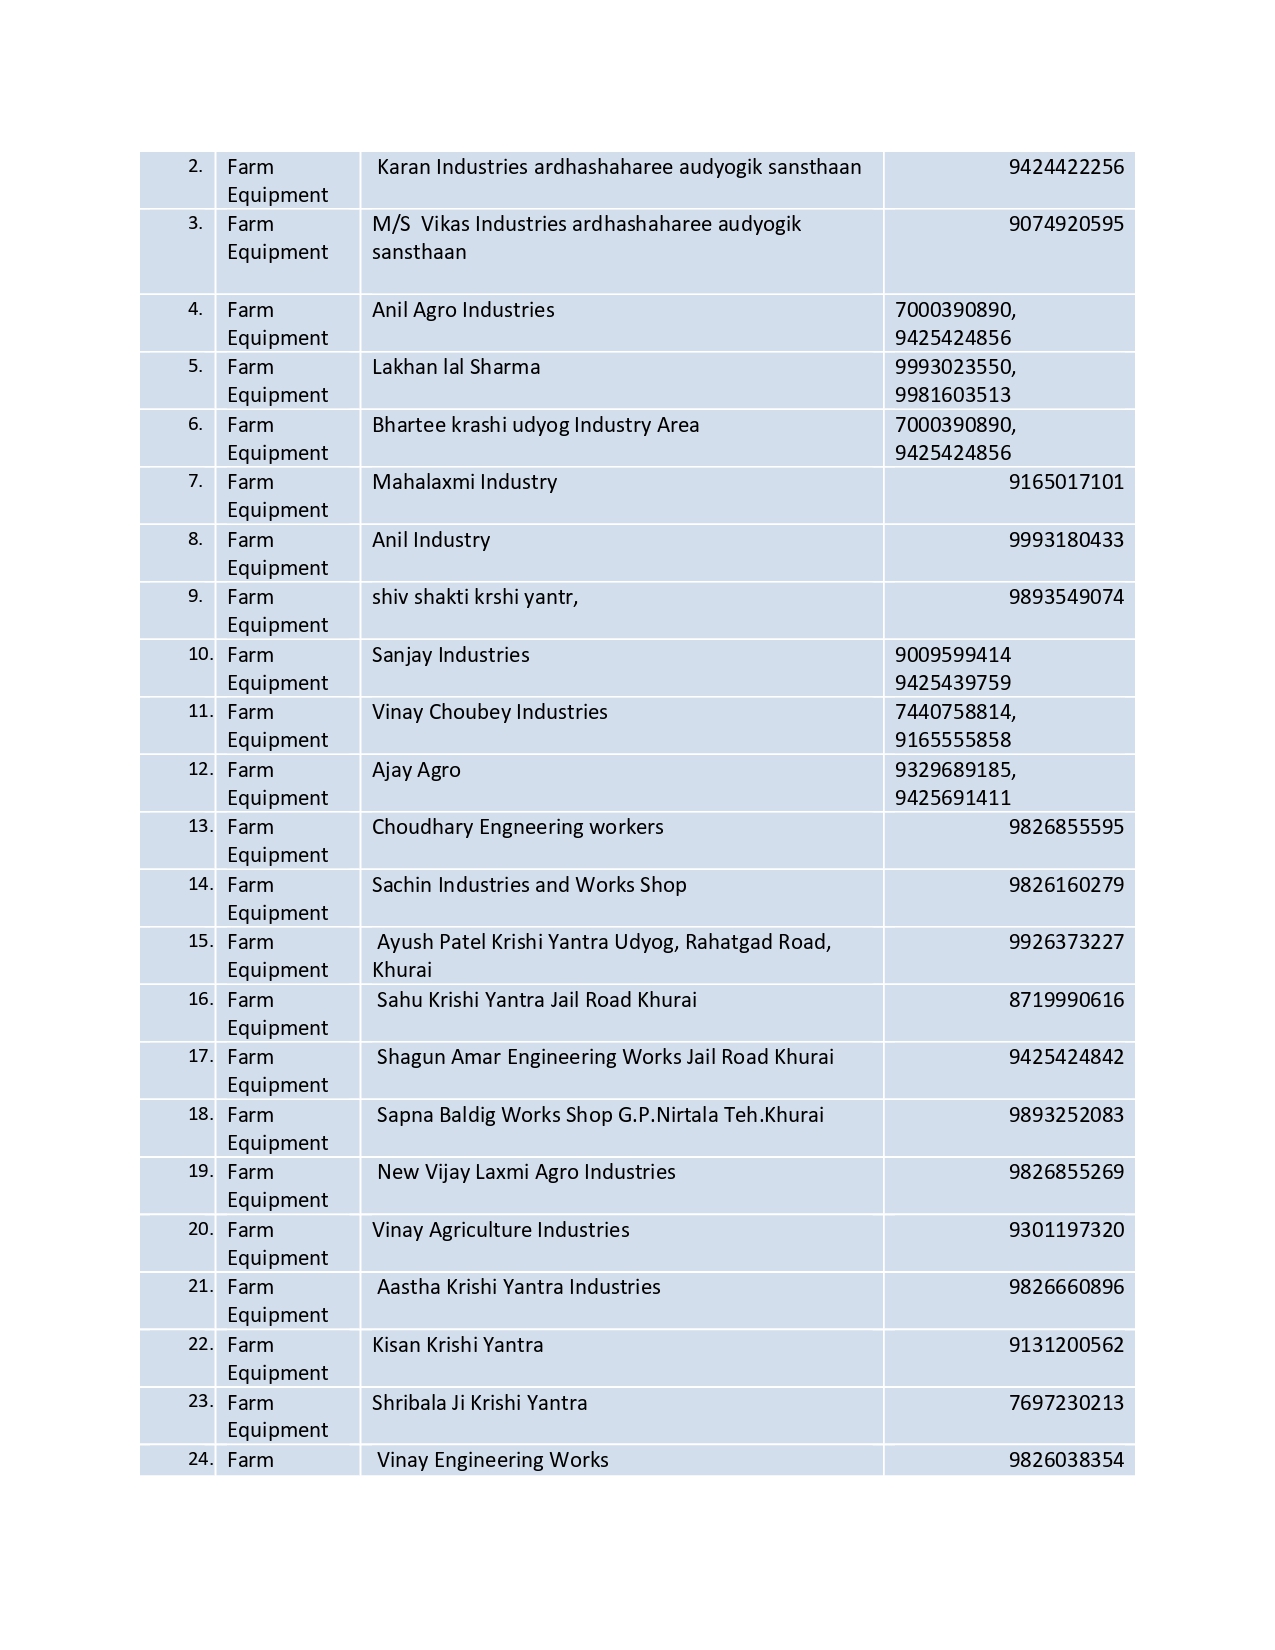 2. Farm Karan Industries ardhashaharee audyogik sansthaan 9424422256
Equipment
3. Farm M/S  Vikas Industries ardhashaharee audyogik 9074920595
Equipment sansthaan
4. Farm Anil Agro Industries 7000390890,
Equipment 9425424856
5. Farm Lakhan lal Sharma 9993023550,
Equipment 9981603513
6. Farm Bhartee krashi udyog Industry Area 7000390890,
Equipment 9425424856
7. Farm Mahalaxmi Industry 9165017101
Equipment
8. Farm Anil Industry 9993180433
Equipment
9. Farm shiv shakti krshi yantr, 9893549074
Equipment
10. Farm Sanjay Industries 9009599414
Equipment 9425439759
11. Farm Vinay Choubey Industries 7440758814,
Equipment 9165555858
12. Farm Ajay Agro 9329689185,
Equipment 9425691411
13. Farm Choudhary Engneering workers 9826855595
Equipment
14. Farm Sachin Industries and Works Shop 9826160279
Equipment
15. Farm Ayush Patel Krishi Yantra Udyog, Rahatgad Road, 9926373227
Equipment Khurai
16. Farm Sahu Krishi Yantra Jail Road Khurai 8719990616
Equipment
17. Farm Shagun Amar Engineering Works Jail Road Khurai 9425424842
Equipment
18. Farm Sapna Baldig Works Shop G.P.Nirtala Teh.Khurai 9893252083
Equipment
19. Farm New Vijay Laxmi Agro Industries 9826855269
Equipment
20. Farm Vinay Agriculture Industries 9301197320
Equipment
21. Farm Aastha Krishi Yantra Industries 9826660896
Equipment
22. Farm Kisan Krishi Yantra 9131200562
Equipment
23. Farm Shribala Ji Krishi Yantra 7697230213
Equipment
24. Farm Vinay Engineering Works 9826038354